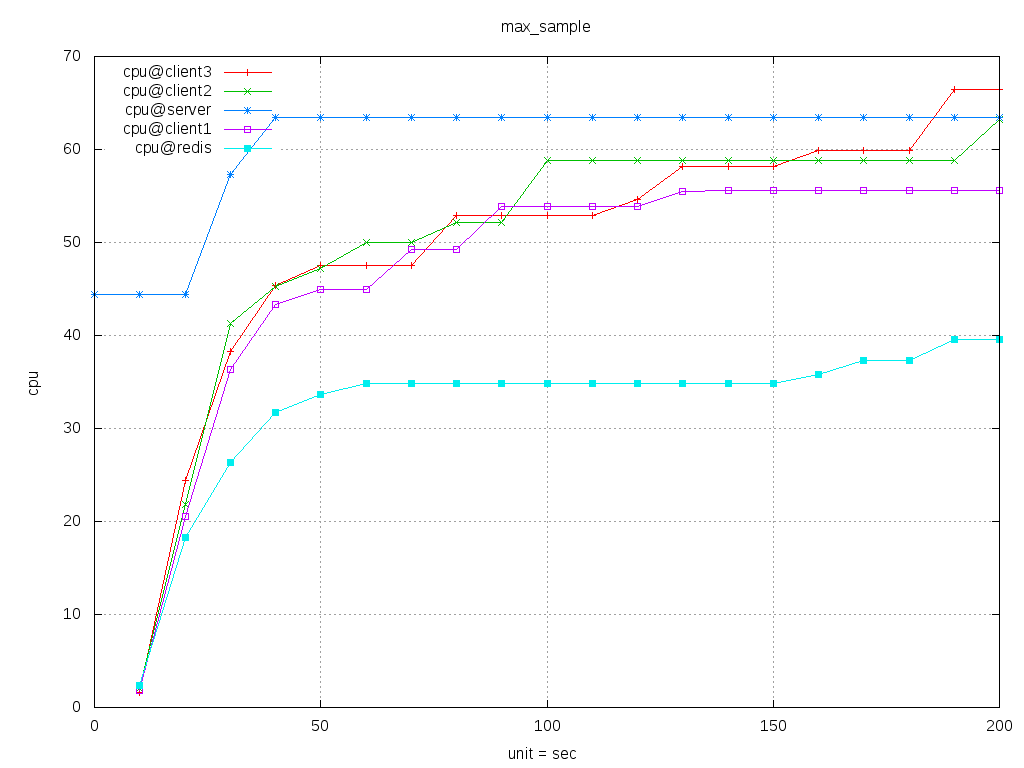 max_sample
70
60
50
40
30
20
10
0
cpu
cpu@client3
cpu@client2
cpu@server
cpu@client1
cpu@redis
0 50 100 150 200
unit = sec